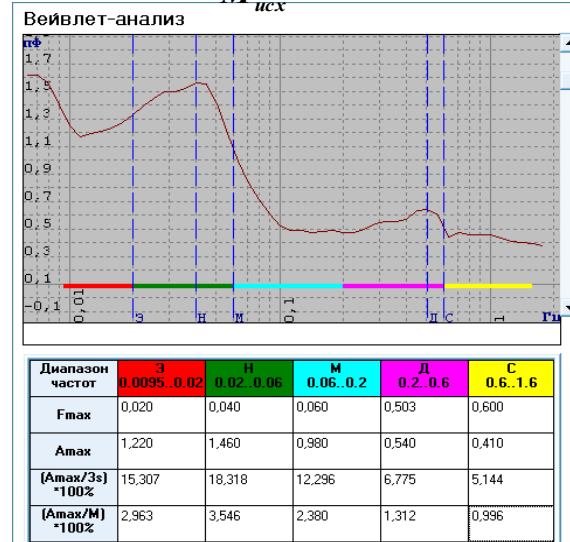 M исх
Вейвлет-анализ
пф
1,7
1,5
1,3
1,1
0,9
0,7
0,5
0,3
0,1
-0,1
0,01 Э Н М 0,1 Д С 1 Гц
Диапазон частот Э 0.0095..0.02 Н 0.02..0.06 М 0.06..0.2 Д 0.2..0.6 С 0.6..1.6
Fmax 0,020 0,040 0,060 0,503 0,600
Amax 1,220 1,460 0,980 0,540 0,410
(Amax/3s) *100% 15,307 18,318 12,296 6,775 5,144
(Amax/M) *100% 2,963 3,546 2,380 1,312 0,996